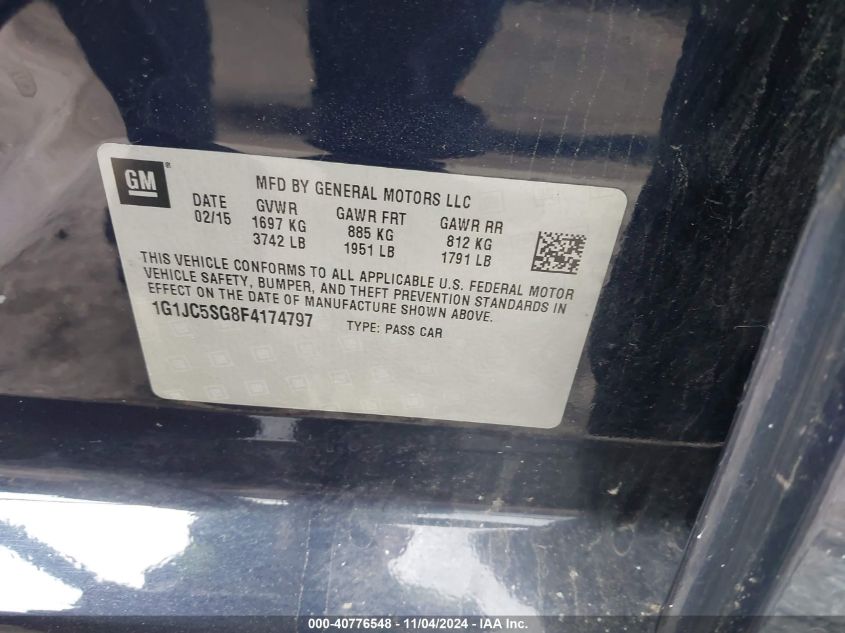 GM ®
MFD BY GENERAL MOTORS LLC
DATE GVWR GAWR FRT GAWR RR
02/15 1697 KG 885 KG 812 KG
3742 LB 1951 LB 1791 LB
THIS VEHICLE CONFORMS TO ALL APPLICABLE U.S. FEDERAL MOTOR
VEHICLE SAFETY, BUMPER, AND THEFT PREVENTION STANDARDS IN
EFFECT ON THE DATE OF MANUFACTURE SHOWN ABOVE.
1G1JC5SG8F4174797 TYPE: PASS CAR
000-40776548 - 11/04/2024 - IAA Inc.